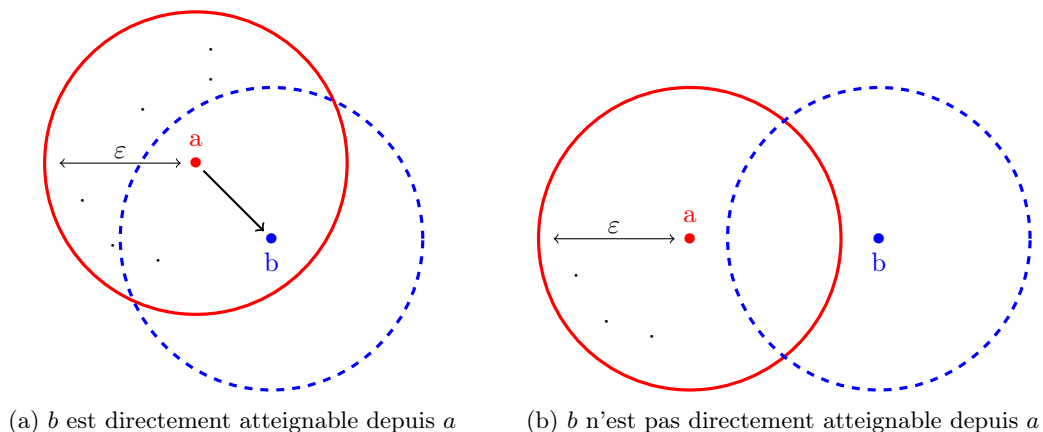 a
ε
b
a
ε
b
(a) b est directement atteignable depuis a
(b) b n'est pas directement atteignable depuis a